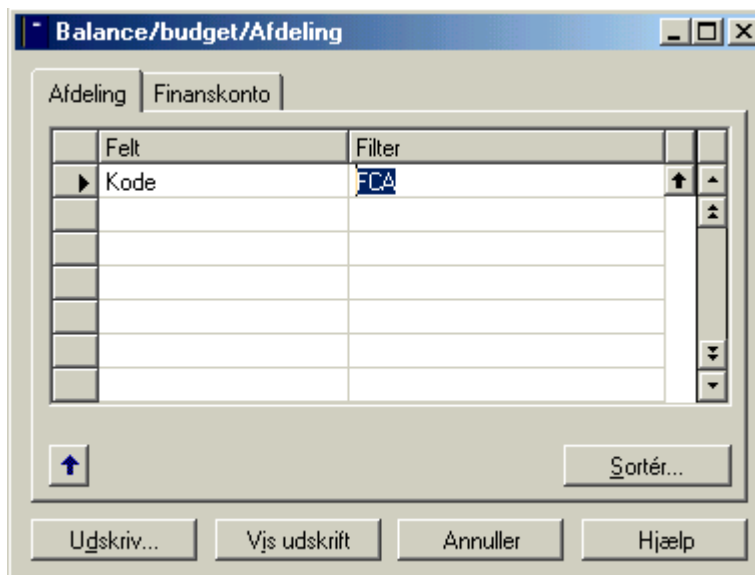 Balance/budget/Afdeling
Afdeling Finanskonto
Felt Filter
Kode FCA
Sortér...
Udskriv... Vis udskrift Annuller Hjælp